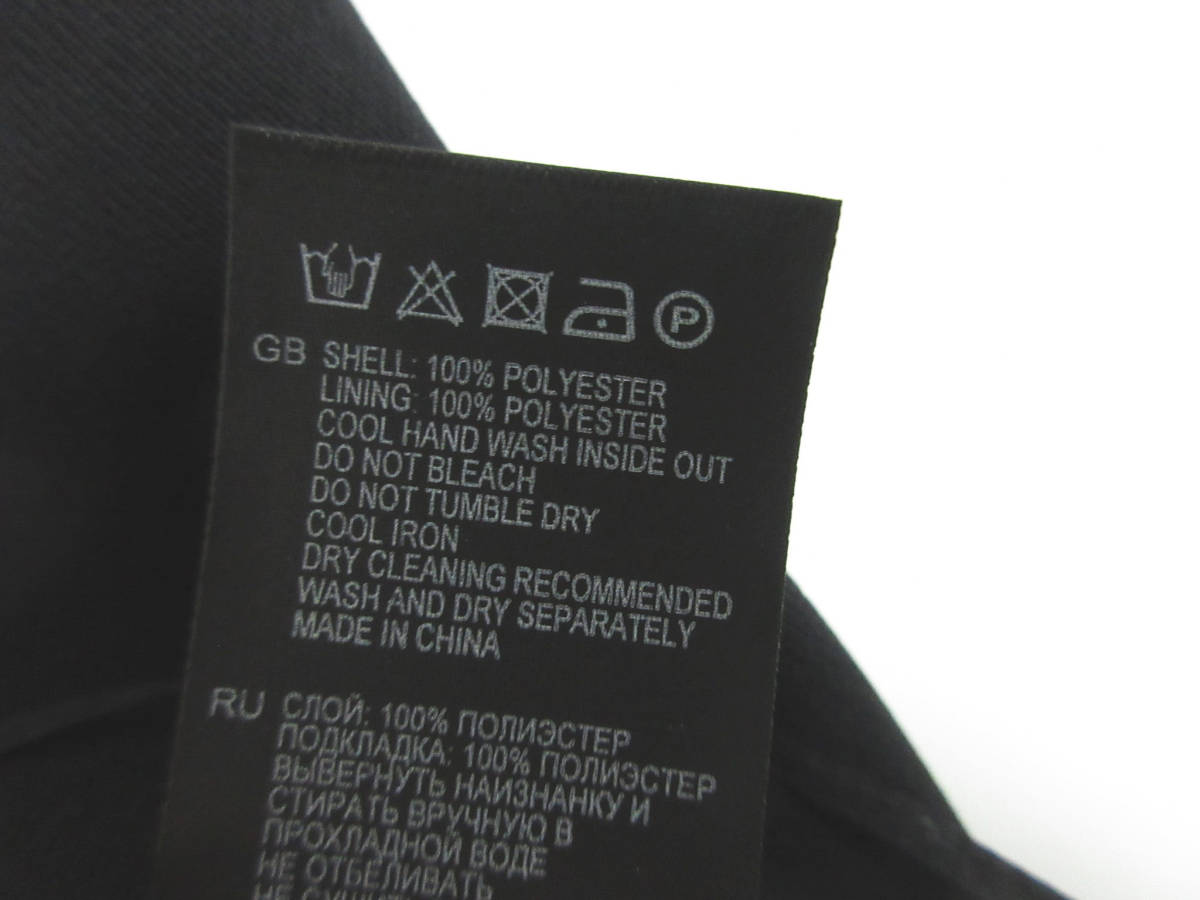 P
GB SHELL: 100% POLYESTER
LINING: 100% POLYESTER
COOL HAND WASH INSIDE OUT
DO NOT BLEACH
DO NOT TUMBLE DRY
COOL IRON
DRY CLEANING RECOMMENDED
WASH AND DRY SEPARATELY
MADE IN CHINA
RU СЛОЙ: 100% ПОЛИЭСТЕР
ПОДКЛАДКА: 100% ПОЛИЭСТЕР
ВЫВЕРНУТЬ НАИЗНАНКУ И
СТИРАТЬ ВРУЧНУЮ В
ПРОХЛАДНОЙ ВОДЕ
НЕ ОТБЕЛИВАТЬ
НЕ